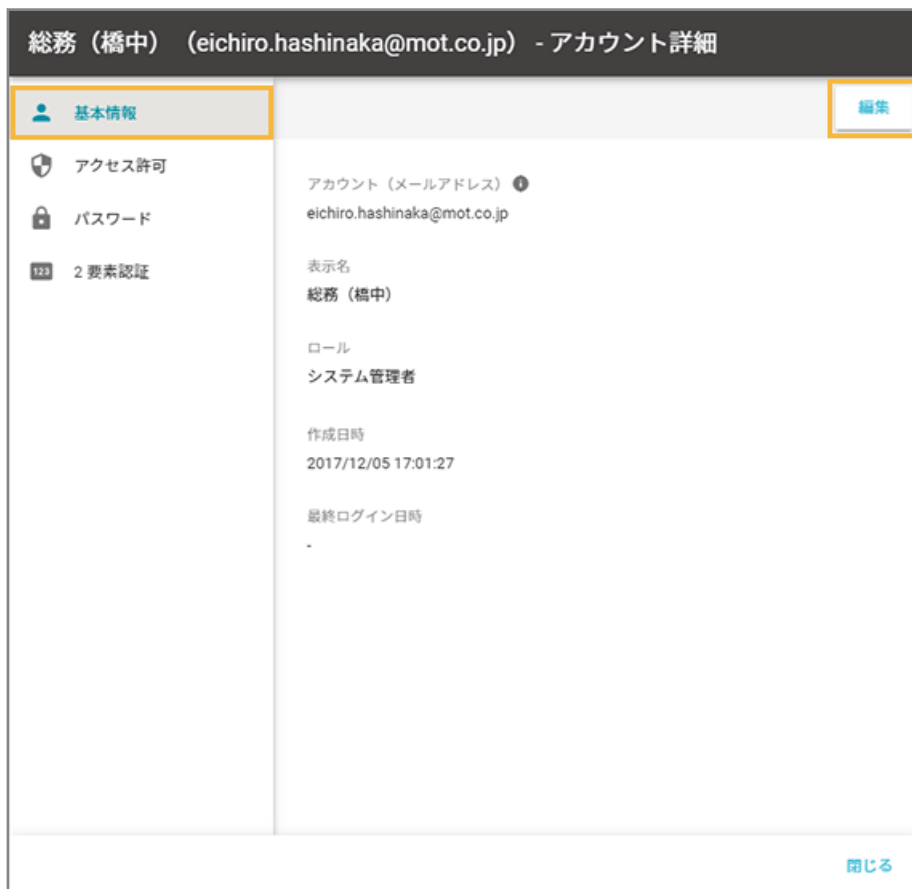 総務（橋中）（eichiro.hashinaka@mot.co.jp） - アカウント詳細
基本情報
編集
アクセス許可
パスワード
123
2 要素認証
アカウント（メールアドレス）
eichiro.hashinaka@mot.co.jp
表示名
総務（橋中）
ロール
システム管理者
作成日時
2017/12/05 17:01:27
最終ログイン日時
-
閉じる